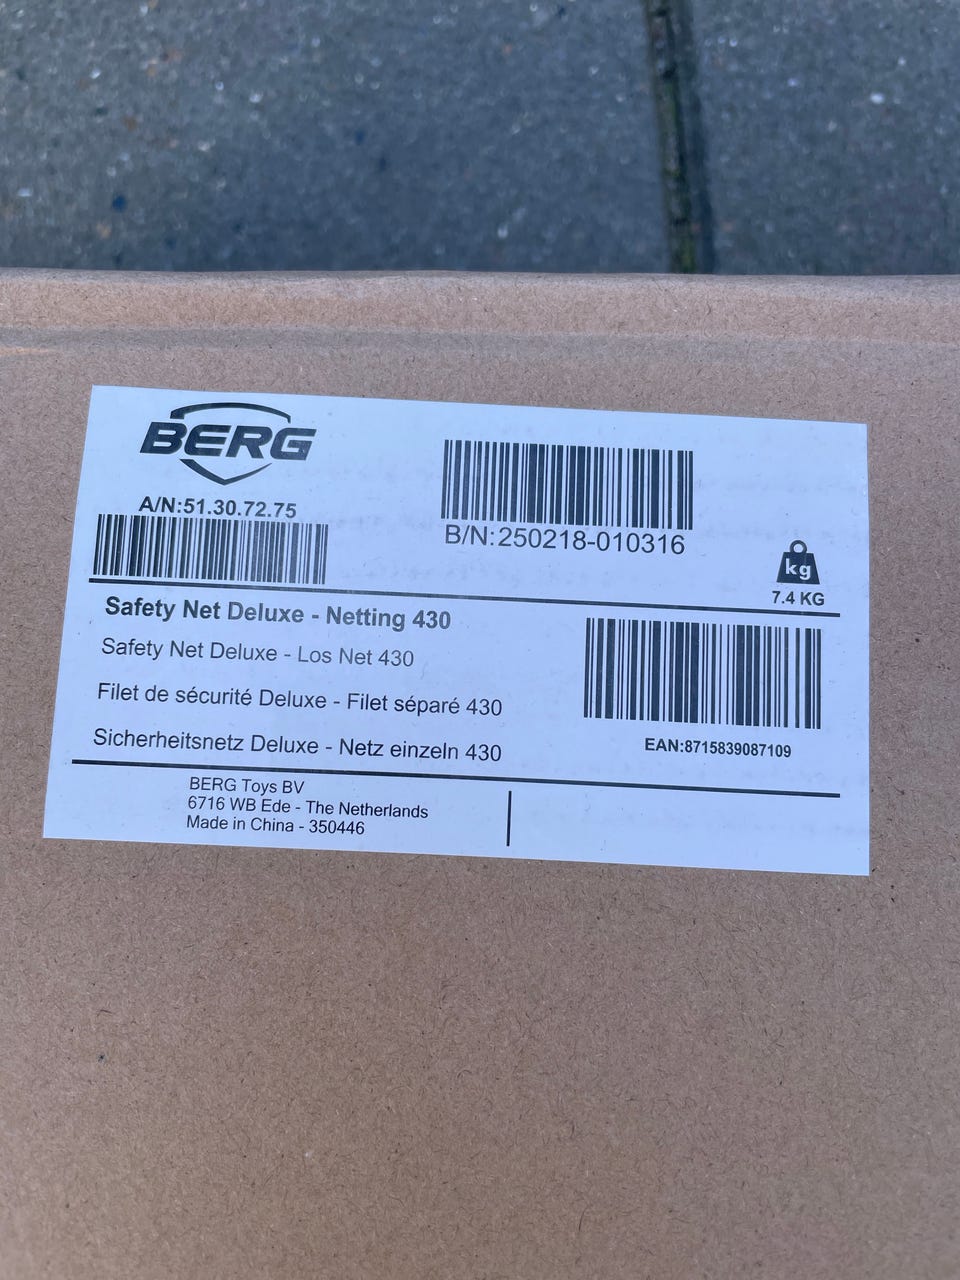 BERG
A/N:51.30.72.75
B/N:250218-010316
kg
7.4 KG
Safety Net Deluxe - Netting 430
Safety Net Deluxe - Los Net 430
Filet de sécurité Deluxe - Filet séparé 430
Sicherheitsnetz Deluxe - Netz einzeln 430
EAN:8715839087109
BERG Toys BV
6716 WB Ede - The Netherlands
Made in China - 350446